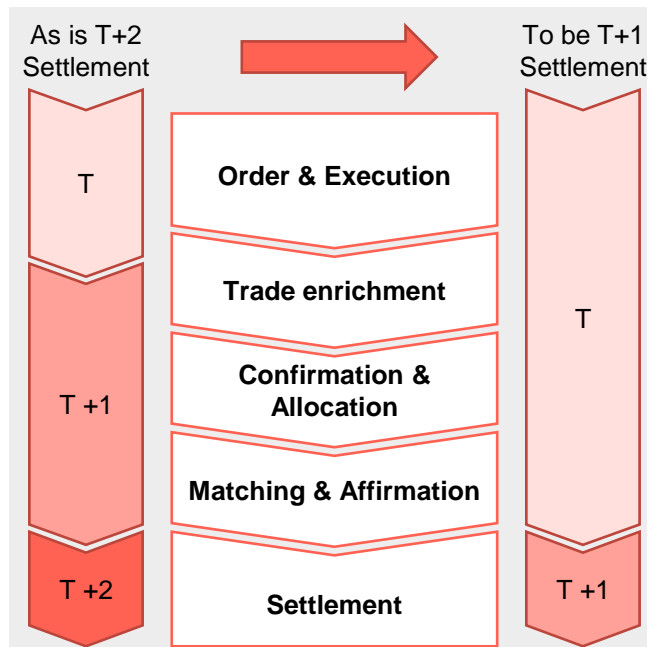 As is T+2
Settlement
To be T+1
Settlement
T
Order & Execution
Trade enrichment
T
Confirmation &
Allocation
T +1
Matching & Affirmation
T +2
Settlement
T +1